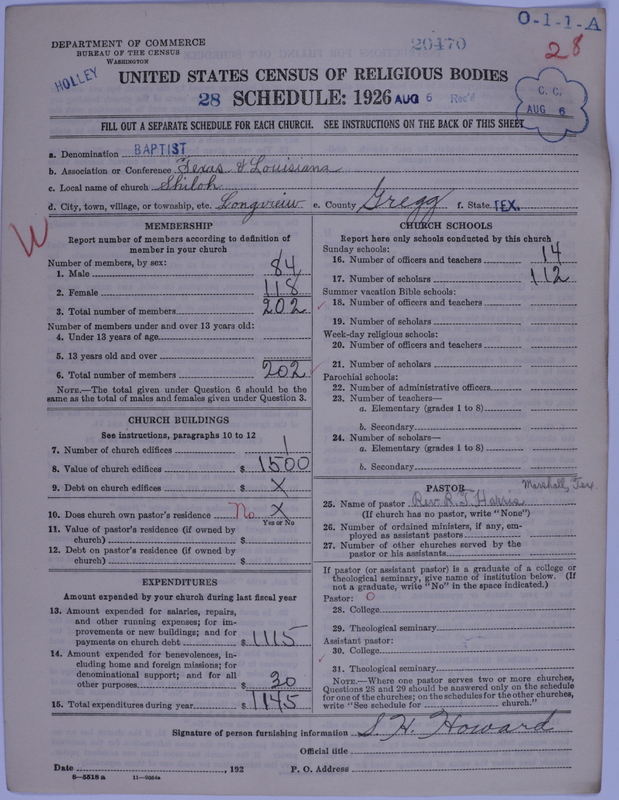 O-1-1-A
20470
28
DEPARTMENT OF COMMERCE
BUREAU OF THE CENSUS
WASHINGTON
HOLLEY
UNITED STATES CENSUS OF RELIGIOUS BODIES
28 SCHEDULE: 1926 AUG 6 Rec'd
C. C.
AUG 6
FILL OUT A SEPARATE SCHEDULE FOR EACH CHURCH. SEE INSTRUCTIONS ON THE BACK OF THIS SHEET
a. Denomination BAPTIST
b. Association or Conference Texas & Louisiana
c. Local name of church Shiloh
d. City, town, village, or township, etc. Longview e. County Gregg f. State TEX.
W
MEMBERSHIP
Report number of members according to definition of
member in your church
Number of members, by sex:
1. Male 84
2. Female 118
3. Total number of members 202
Number of members under and over 13 years old:
4. Under 13 years of age
5. 13 years old and over
6. Total number of members 202
NOTE.—The total given under Question 6 should be the
same as the total of males and females given under Question 3.
CHURCH BUILDINGS
See instructions, paragraphs 10 to 12
7. Number of church edifices 1
8. Value of church edifices $ 1500
9. Debt on church edifices $ X
10. Does church own pastor's residence No X
Yes or No
11. Value of pastor's residence (if owned by
church) $
12. Debt on pastor's residence (if owned by
church) $
EXPENDITURES
Amount expended by your church during last fiscal year
13. Amount expended for salaries, repairs,
and other running expenses; for im-
provements or new buildings; and for
payments on church debt $ 1115
14. Amount expended for benevolences, in-
cluding home and foreign missions; for
denominational support; and for all
other purposes $ 30
15. Total expenditures during year $ 1145
CHURCH SCHOOLS
Report here only schools conducted by this church
Sunday schools:
16. Number of officers and teachers 14
17. Number of scholars 112
Summer vacation Bible schools:
18. Number of officers and teachers
19. Number of scholars
Week-day religious schools:
20. Number of officers and teachers
21. Number of scholars
Parochial schools:
22. Number of administrative officers
23. Number of teachers—
a. Elementary (grades 1 to 8)
b. Secondary
24. Number of scholars—
a. Elementary (grades 1 to 8)
b. Secondary
PASTOR Marshall, Tex.
25. Name of pastor Rev. R. T. Harris
(If church has no pastor, write "None")
26. Number of ordained ministers, if any, em-
ployed as assistant pastors
27. Number of other churches served by the
pastor or his assistants
If pastor (or assistant pastor) is a graduate of a college or
theological seminary, give name of institution below. (If
not a graduate, write "No" in the space indicated.)
Pastor: O
28. College
29. Theological seminary
Assistant pastor:
30. College
31. Theological seminary
NOTE.—Where one pastor serves two or more churches,
Questions 28 and 29 should be answered only on the schedule
for one of the churches; on the schedules for the other churches,
write "See schedule for church."
Signature of person furnishing information S. H. Howard
Official title
Date , 192 P. O. Address
8—5518 a 11—9054a